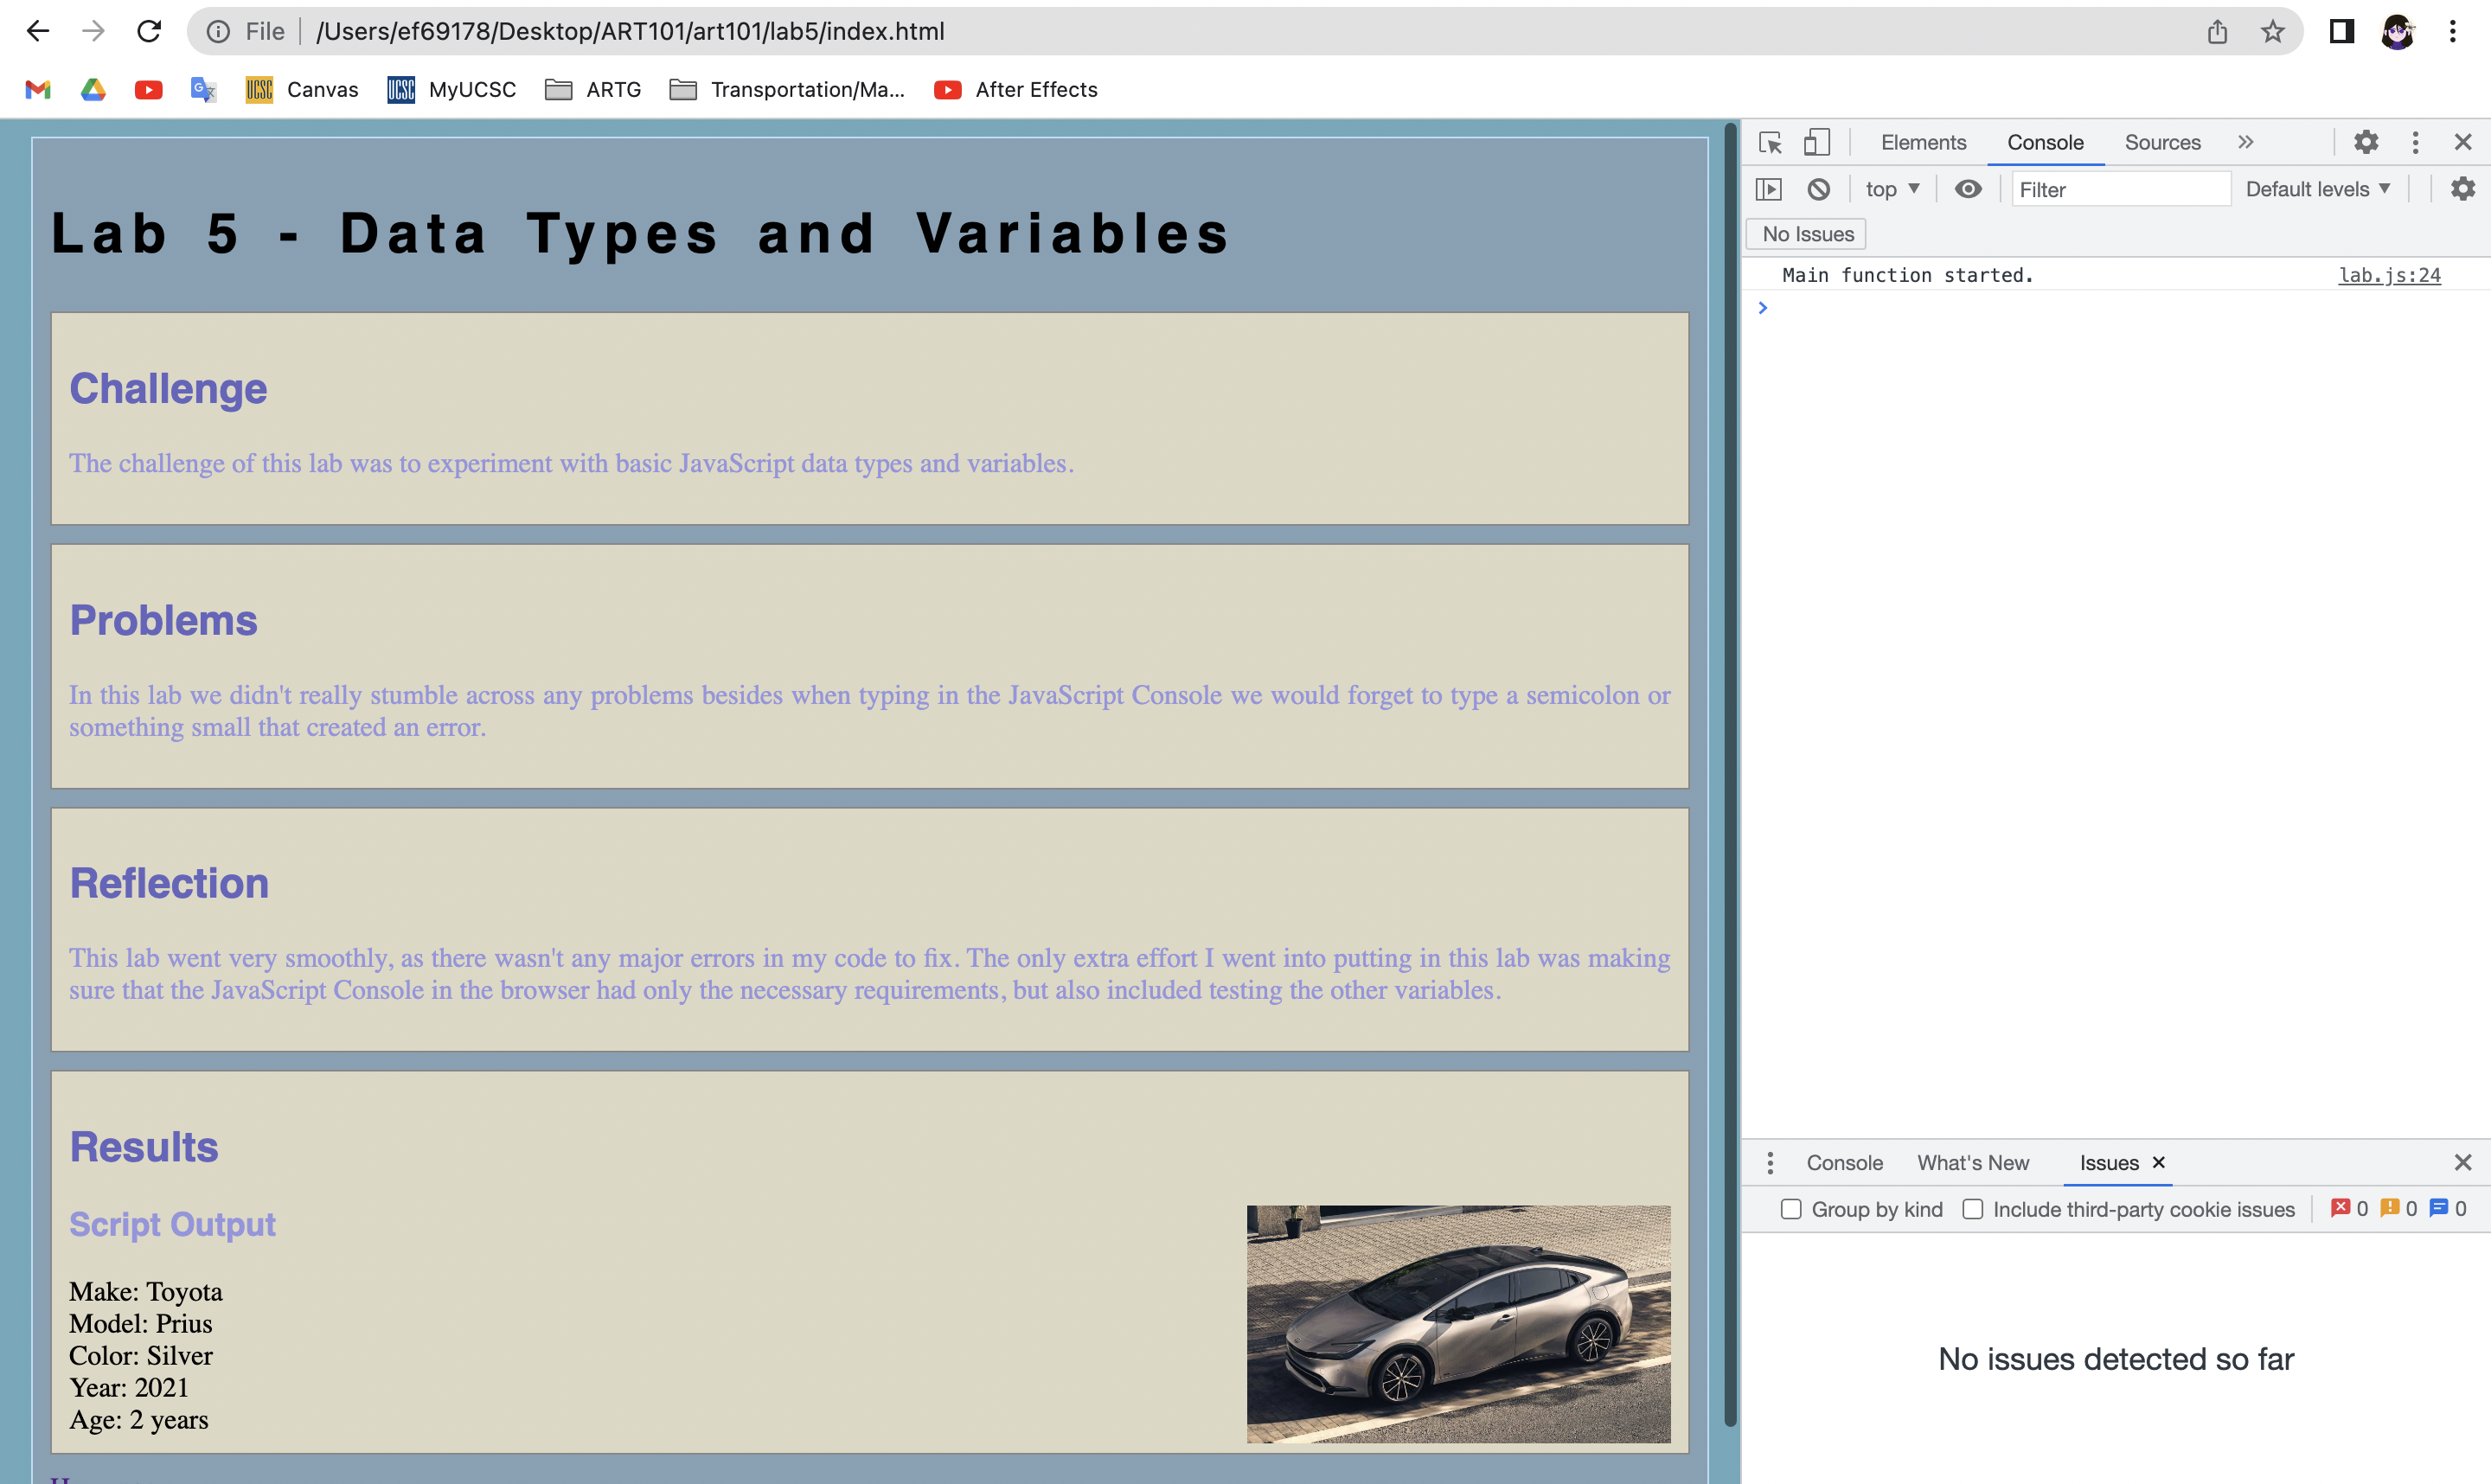 File | /Users/ef69178/Desktop/ART101/art101/lab5/index.html
UCSC Canvas UCSC MyUCSC ARTG Transportation/Ma... After Effects
Lab 5 - Data Types and Variables
Challenge
The challenge of this lab was to experiment with basic JavaScript data types and variables.
Problems
In this lab we didn't really stumble across any problems besides when typing in the JavaScript Console we would forget to type a semicolon or
something small that created an error.
Reflection
This lab went very smoothly, as there wasn't any major errors in my code to fix. The only extra effort I went into putting in this lab was making
sure that the JavaScript Console in the browser had only the necessary requirements, but also included testing the other variables.
Results
Script Output
Make: Toyota
Model: Prius
Color: Silver
Year: 2021
Age: 2 years
Elements Console Sources
top Filter Default levels
No Issues
Main function started. lab.js:24
Console What's New Issues
Group by kind Include third-party cookie issues 0 0 0
No issues detected so far